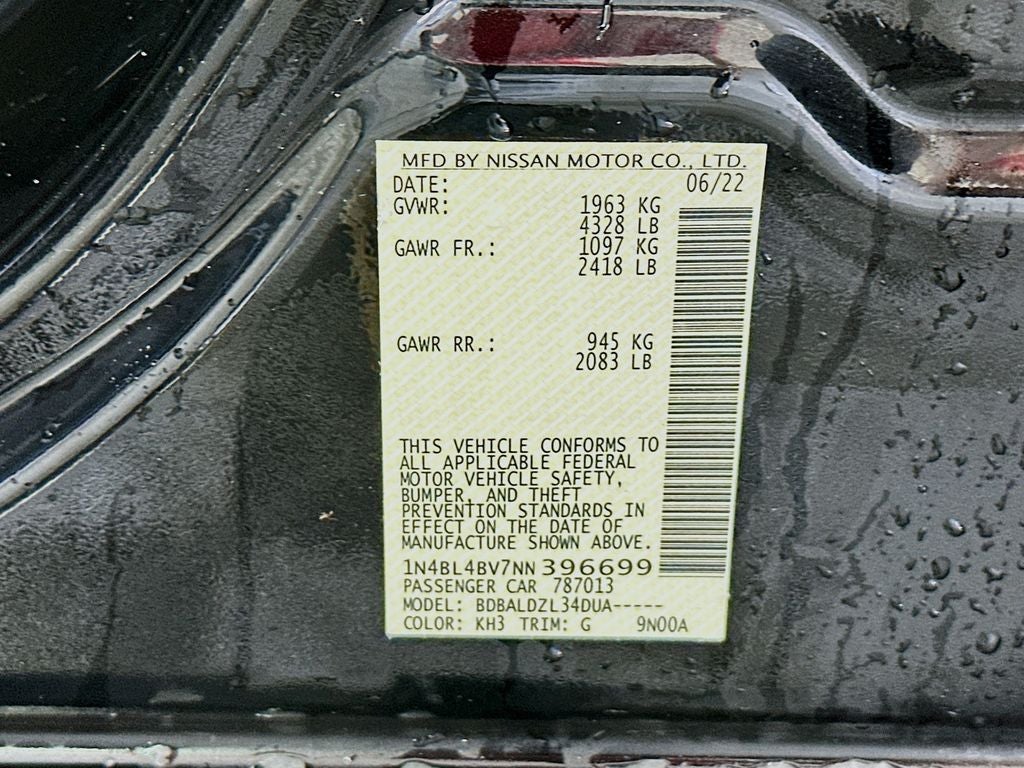 MFD BY NISSAN MOTOR CO., LTD.
DATE: 06/22
GVWR: 1963 KG
4328 LB
GAWR FR.: 1097 KG
2418 LB
GAWR RR.: 945 KG
2083 LB
THIS VEHICLE CONFORMS TO
ALL APPLICABLE FEDERAL
MOTOR VEHICLE SAFETY,
BUMPER, AND THEFT
PREVENTION STANDARDS IN
EFFECT ON THE DATE OF
MANUFACTURE SHOWN ABOVE.
1N4BL4BV7NN396699
PASSENGER CAR 787013
MODEL: BDBALDZL34DUA-----
COLOR: KH3 TRIM: G 9N00A